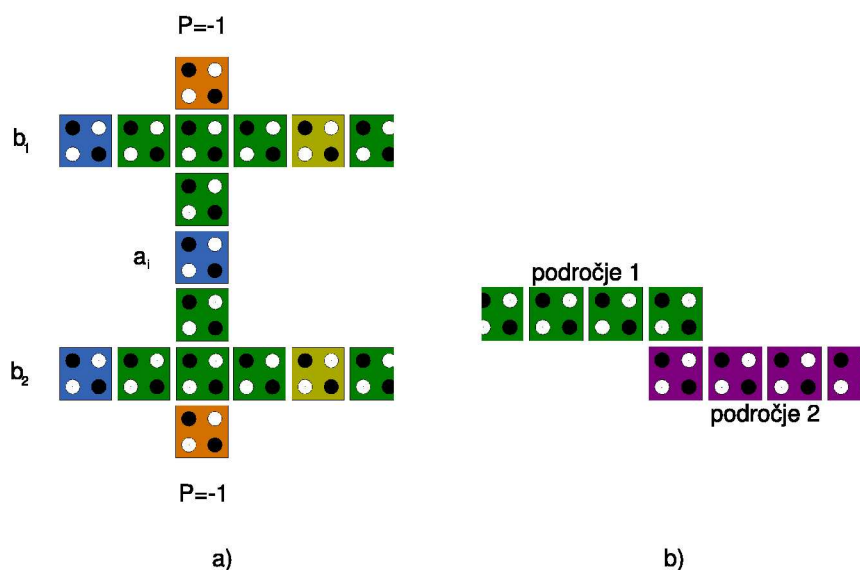 P=-1
b₁
aᵢ
b₂
P=-1
a)
področje 1
področje 2
b)